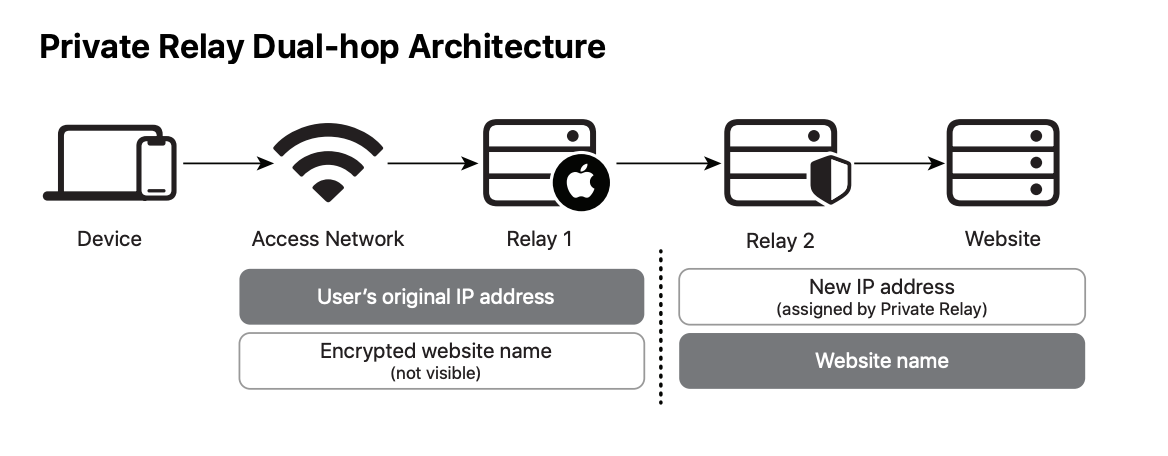 Private Relay Dual-hop Architecture
Device
Access Network
Relay 1
Relay 2
Website
User’s original IP address
Encrypted website name
(not visible)
New IP address
(assigned by Private Relay)
Website name